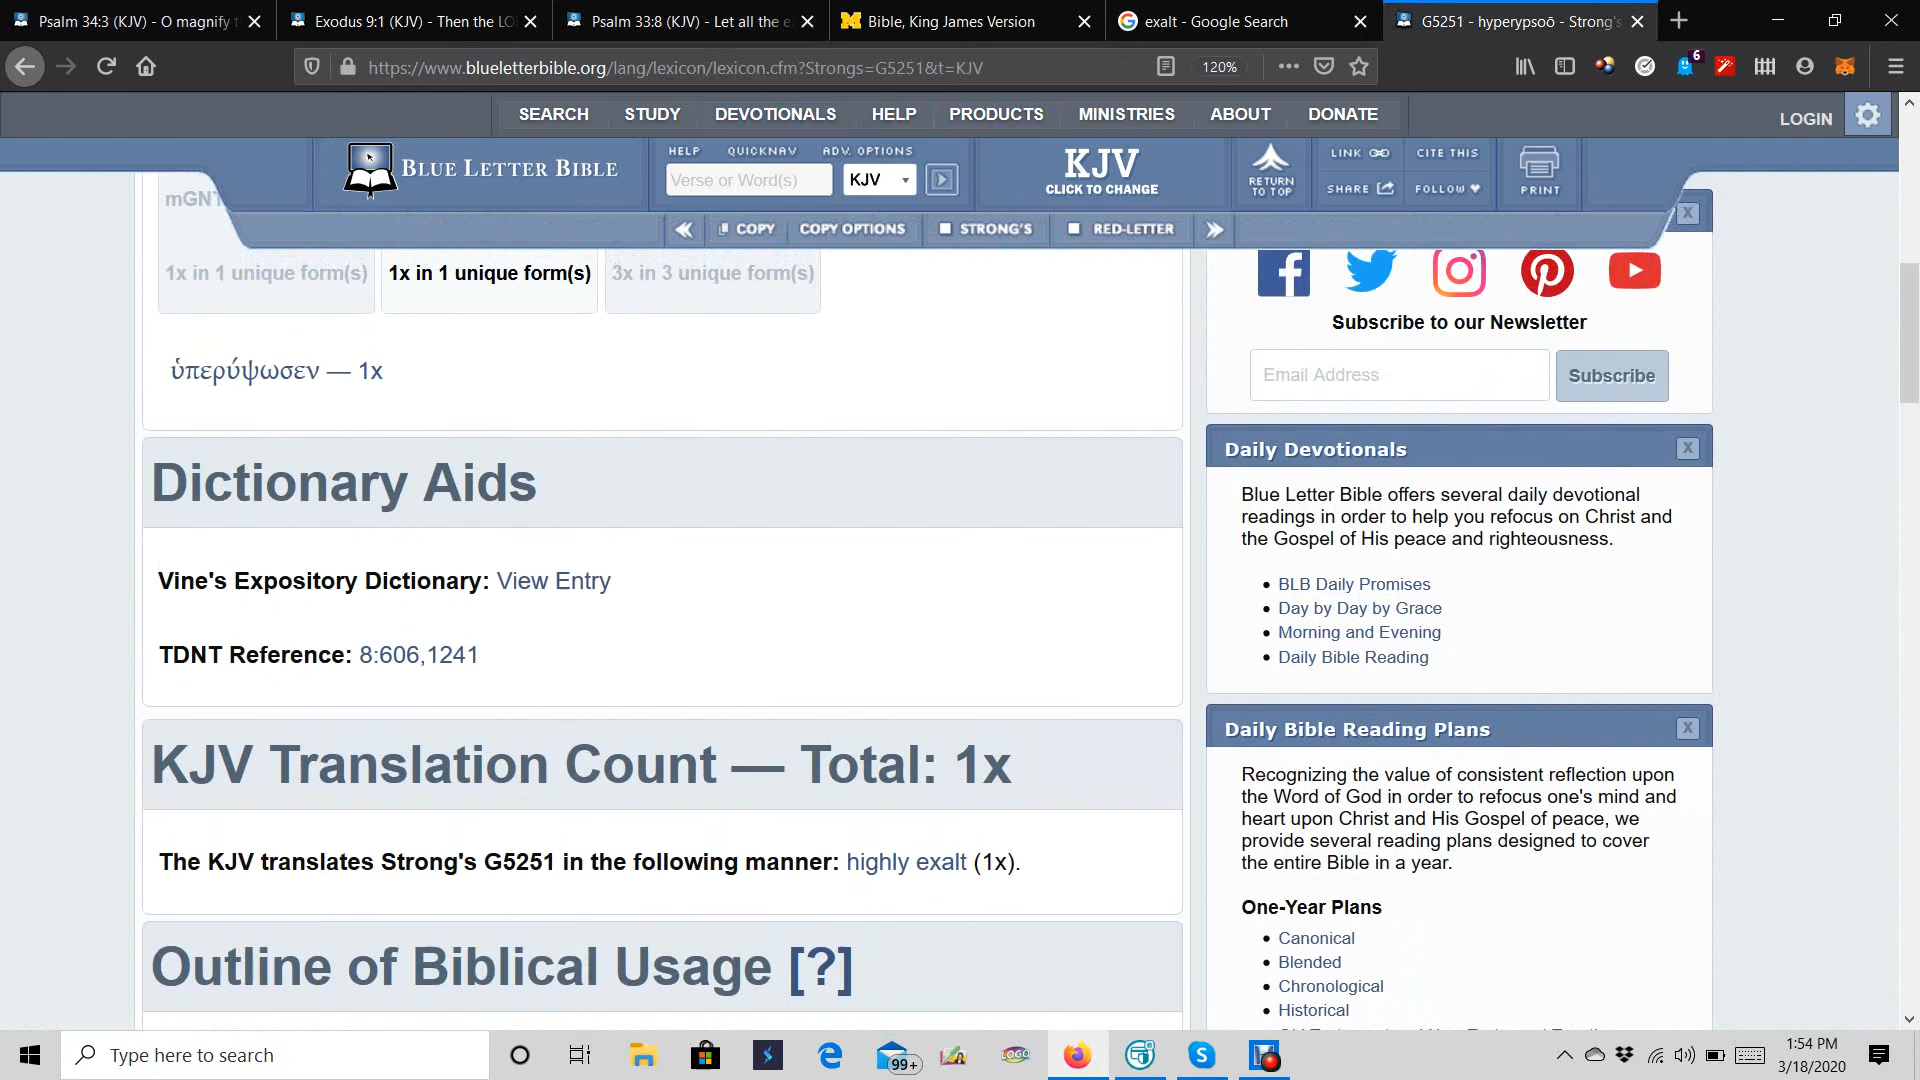 Psalm 34:3 (KJV) - O magnify t
Exodus 9:1 (KJV) - Then the LO
Psalm 33:8 (KJV) - Let all the e
Bible, King James Version
exalt - Google Search
G5251 - hyperypsoō - Strong's
https://www.blueletterbible.org/lang/lexicon/lexicon.cfm?Strongs=G5251&t=KJV
120%
6
SEARCH STUDY DEVOTIONALS HELP PRODUCTS MINISTRIES ABOUT DONATE
LOGIN
BLUE LETTER BIBLE
HELP QUICKNAV ADV. OPTIONS
Verse or Word(s)
KJV
KJV
CLICK TO CHANGE
RETURN
TO TOP
LINK CITE THIS
SHARE FOLLOW
PRINT
COPY COPY OPTIONS STRONG'S RED-LETTER
mGNT
1x in 1 unique form(s) 1x in 1 unique form(s) 3x in 3 unique form(s)
ὑπερύψωσεν — 1x
Dictionary Aids
Vine's Expository Dictionary: View Entry
TDNT Reference: 8:606,1241
KJV Translation Count — Total: 1x
The KJV translates Strong's G5251 in the following manner: highly exalt (1x).
Outline of Biblical Usage [?]
X
Subscribe to our Newsletter
Email Address
Subscribe
Daily Devotionals X
Blue Letter Bible offers several daily devotional
readings in order to help you refocus on Christ and
the Gospel of His peace and righteousness.
BLB Daily Promises
Day by Day by Grace
Morning and Evening
Daily Bible Reading
Daily Bible Reading Plans X
Recognizing the value of consistent reflection upon
the Word of God in order to refocus one's mind and
heart upon Christ and His Gospel of peace, we
provide several reading plans designed to cover
the entire Bible in a year.
One-Year Plans
Canonical
Blended
Chronological
Historical
Type here to search
99+
LOGO
1:54 PM
3/18/2020